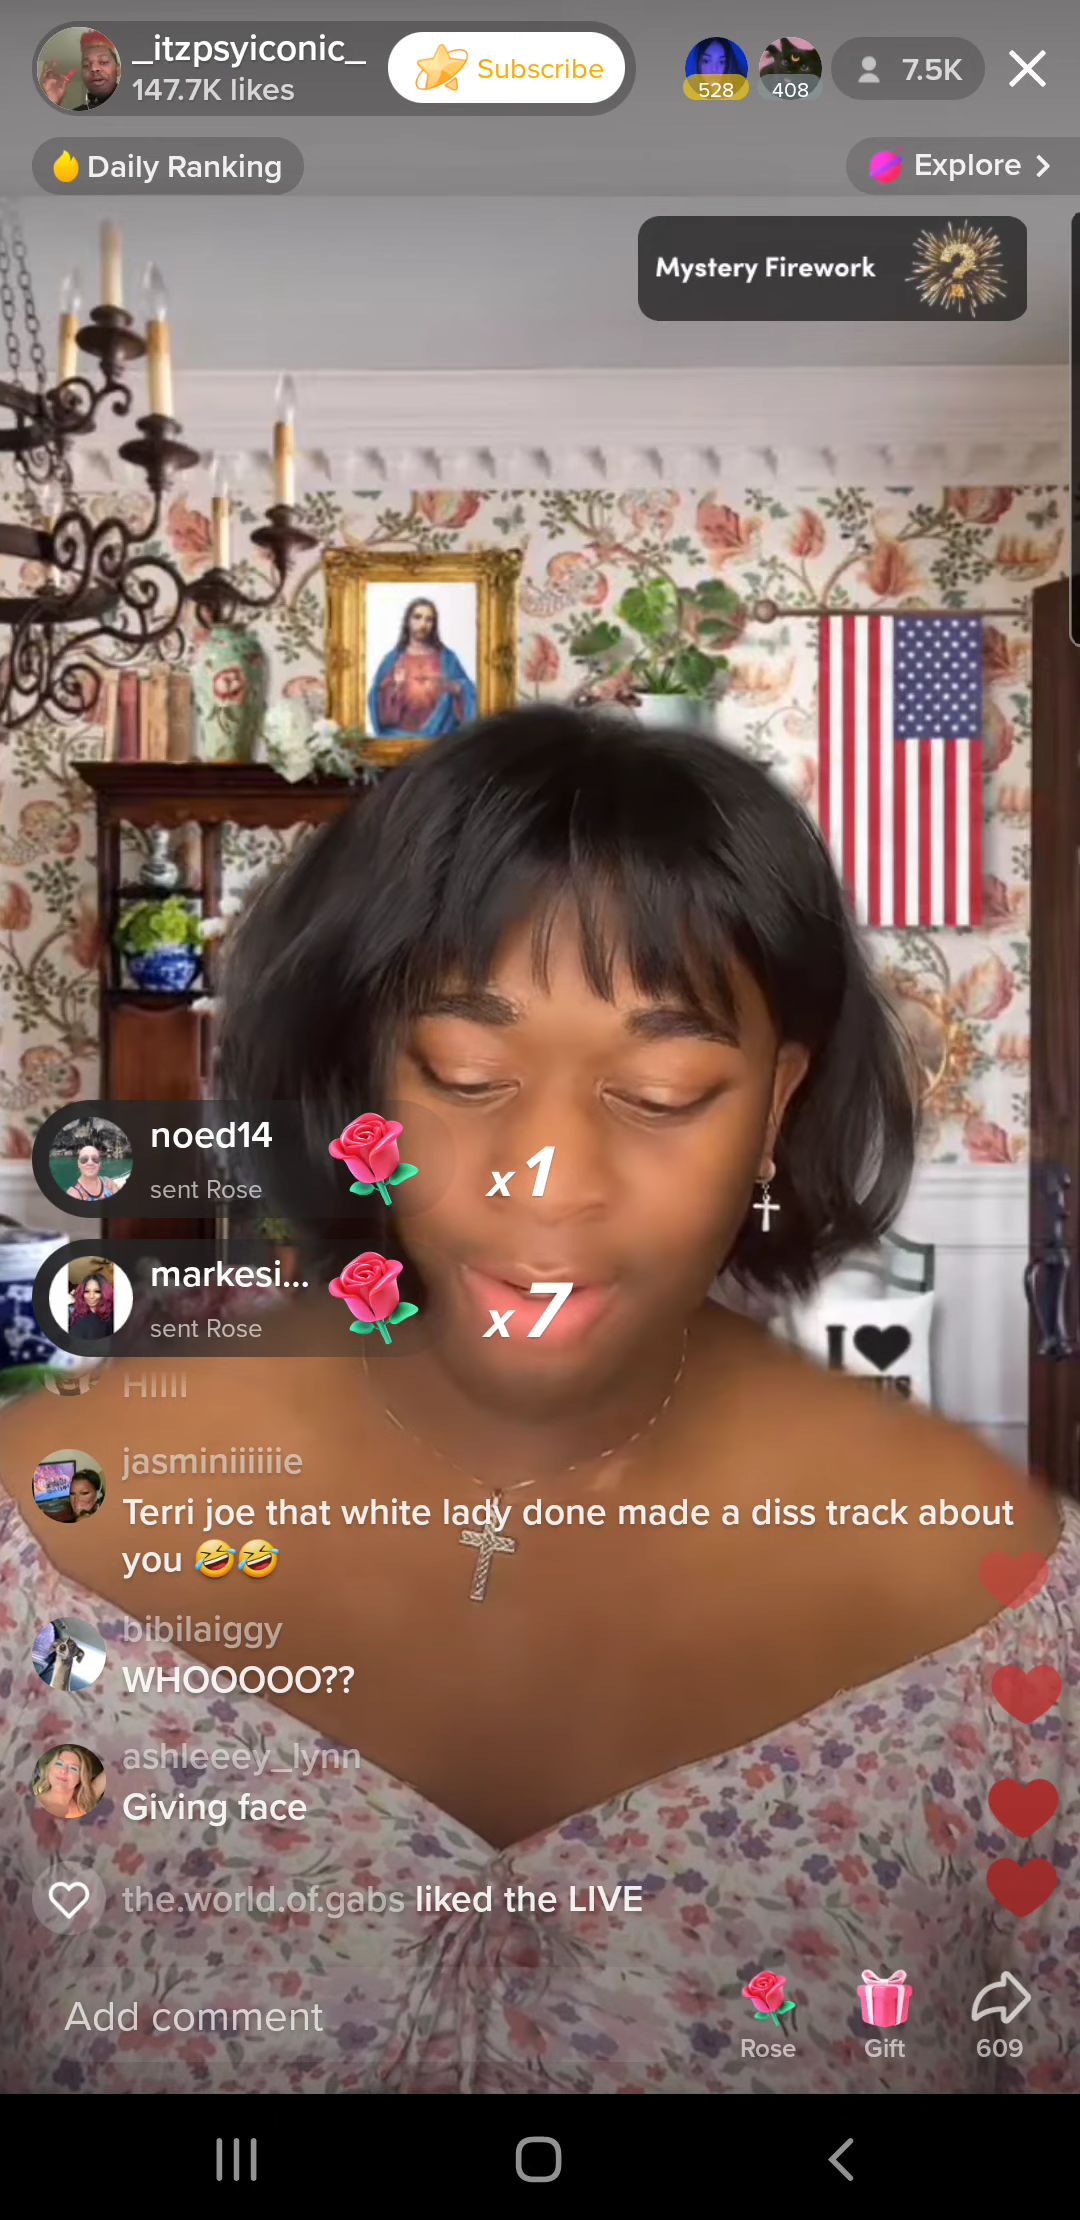 _itzpsyiconic_
147.7K likes
Subscribe
528
408
7.5K
Daily Ranking
Explore
Mystery Firework
noed14
sent Rose
x1
markesi...
sent Rose
x7
I
HIIII
jasminiiiiiie
Terri joe that white lady done made a diss track about
you 🤣🤣
bibilaiggy
WHOOOOO??
ashleeey_lynn
Giving face
the.world.of.gabs liked the LIVE
Add comment
Rose
Gift
609